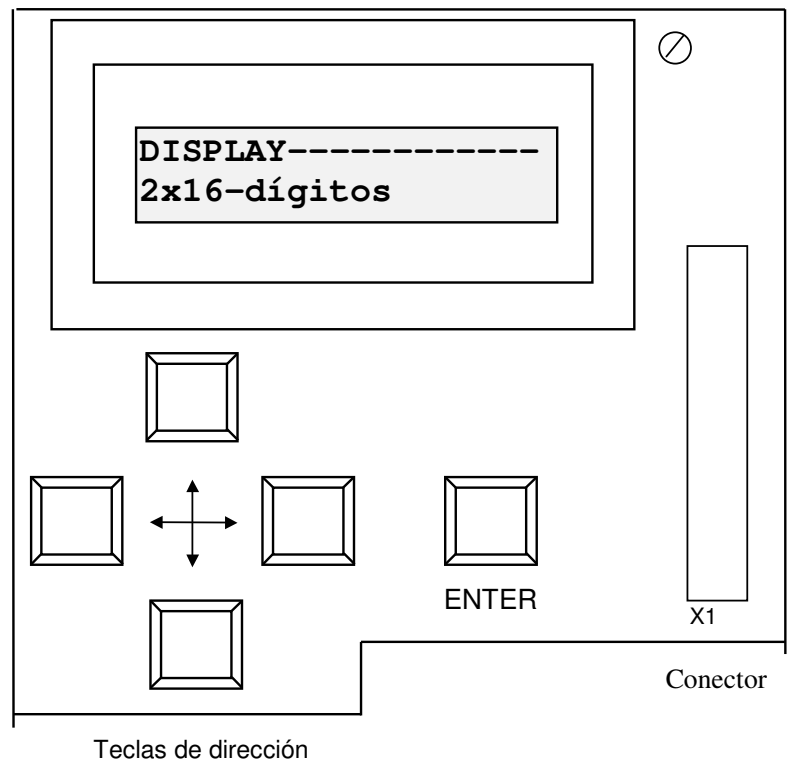 DISPLAY------------
2x16-dígitos
ENTER
X1
Conector
Teclas de dirección